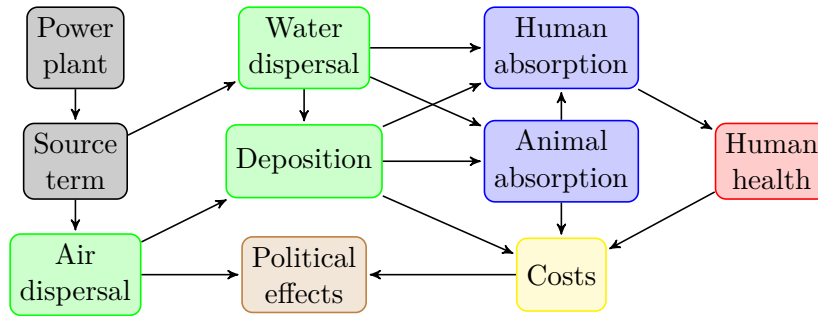 Power
plant
Water
dispersal
Human
absorption
Source
term
Deposition
Animal
absorption
Human
health
Air
dispersal
Political
effects
Costs